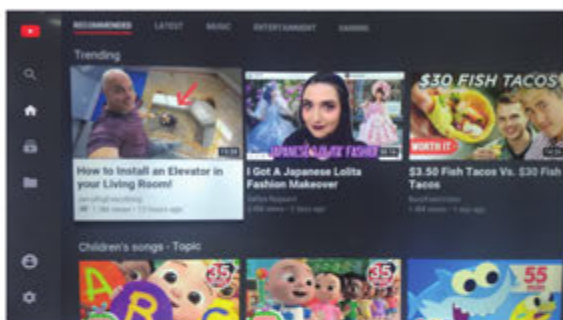 RECOMMENDED LATEST MUSIC ENTERTAINMENT GAMING
Trending
$30 FISH TACOS
JAPANESE LOLITA FASHION
WORTH IT
How to Install an Elevator in
your Living Room!
I Got A Japanese Lolita
Fashion Makeover
$3.50 Fish Tacos Vs. $30 Fish
Tacos
Children's songs - Topic
35
35
55
A
B